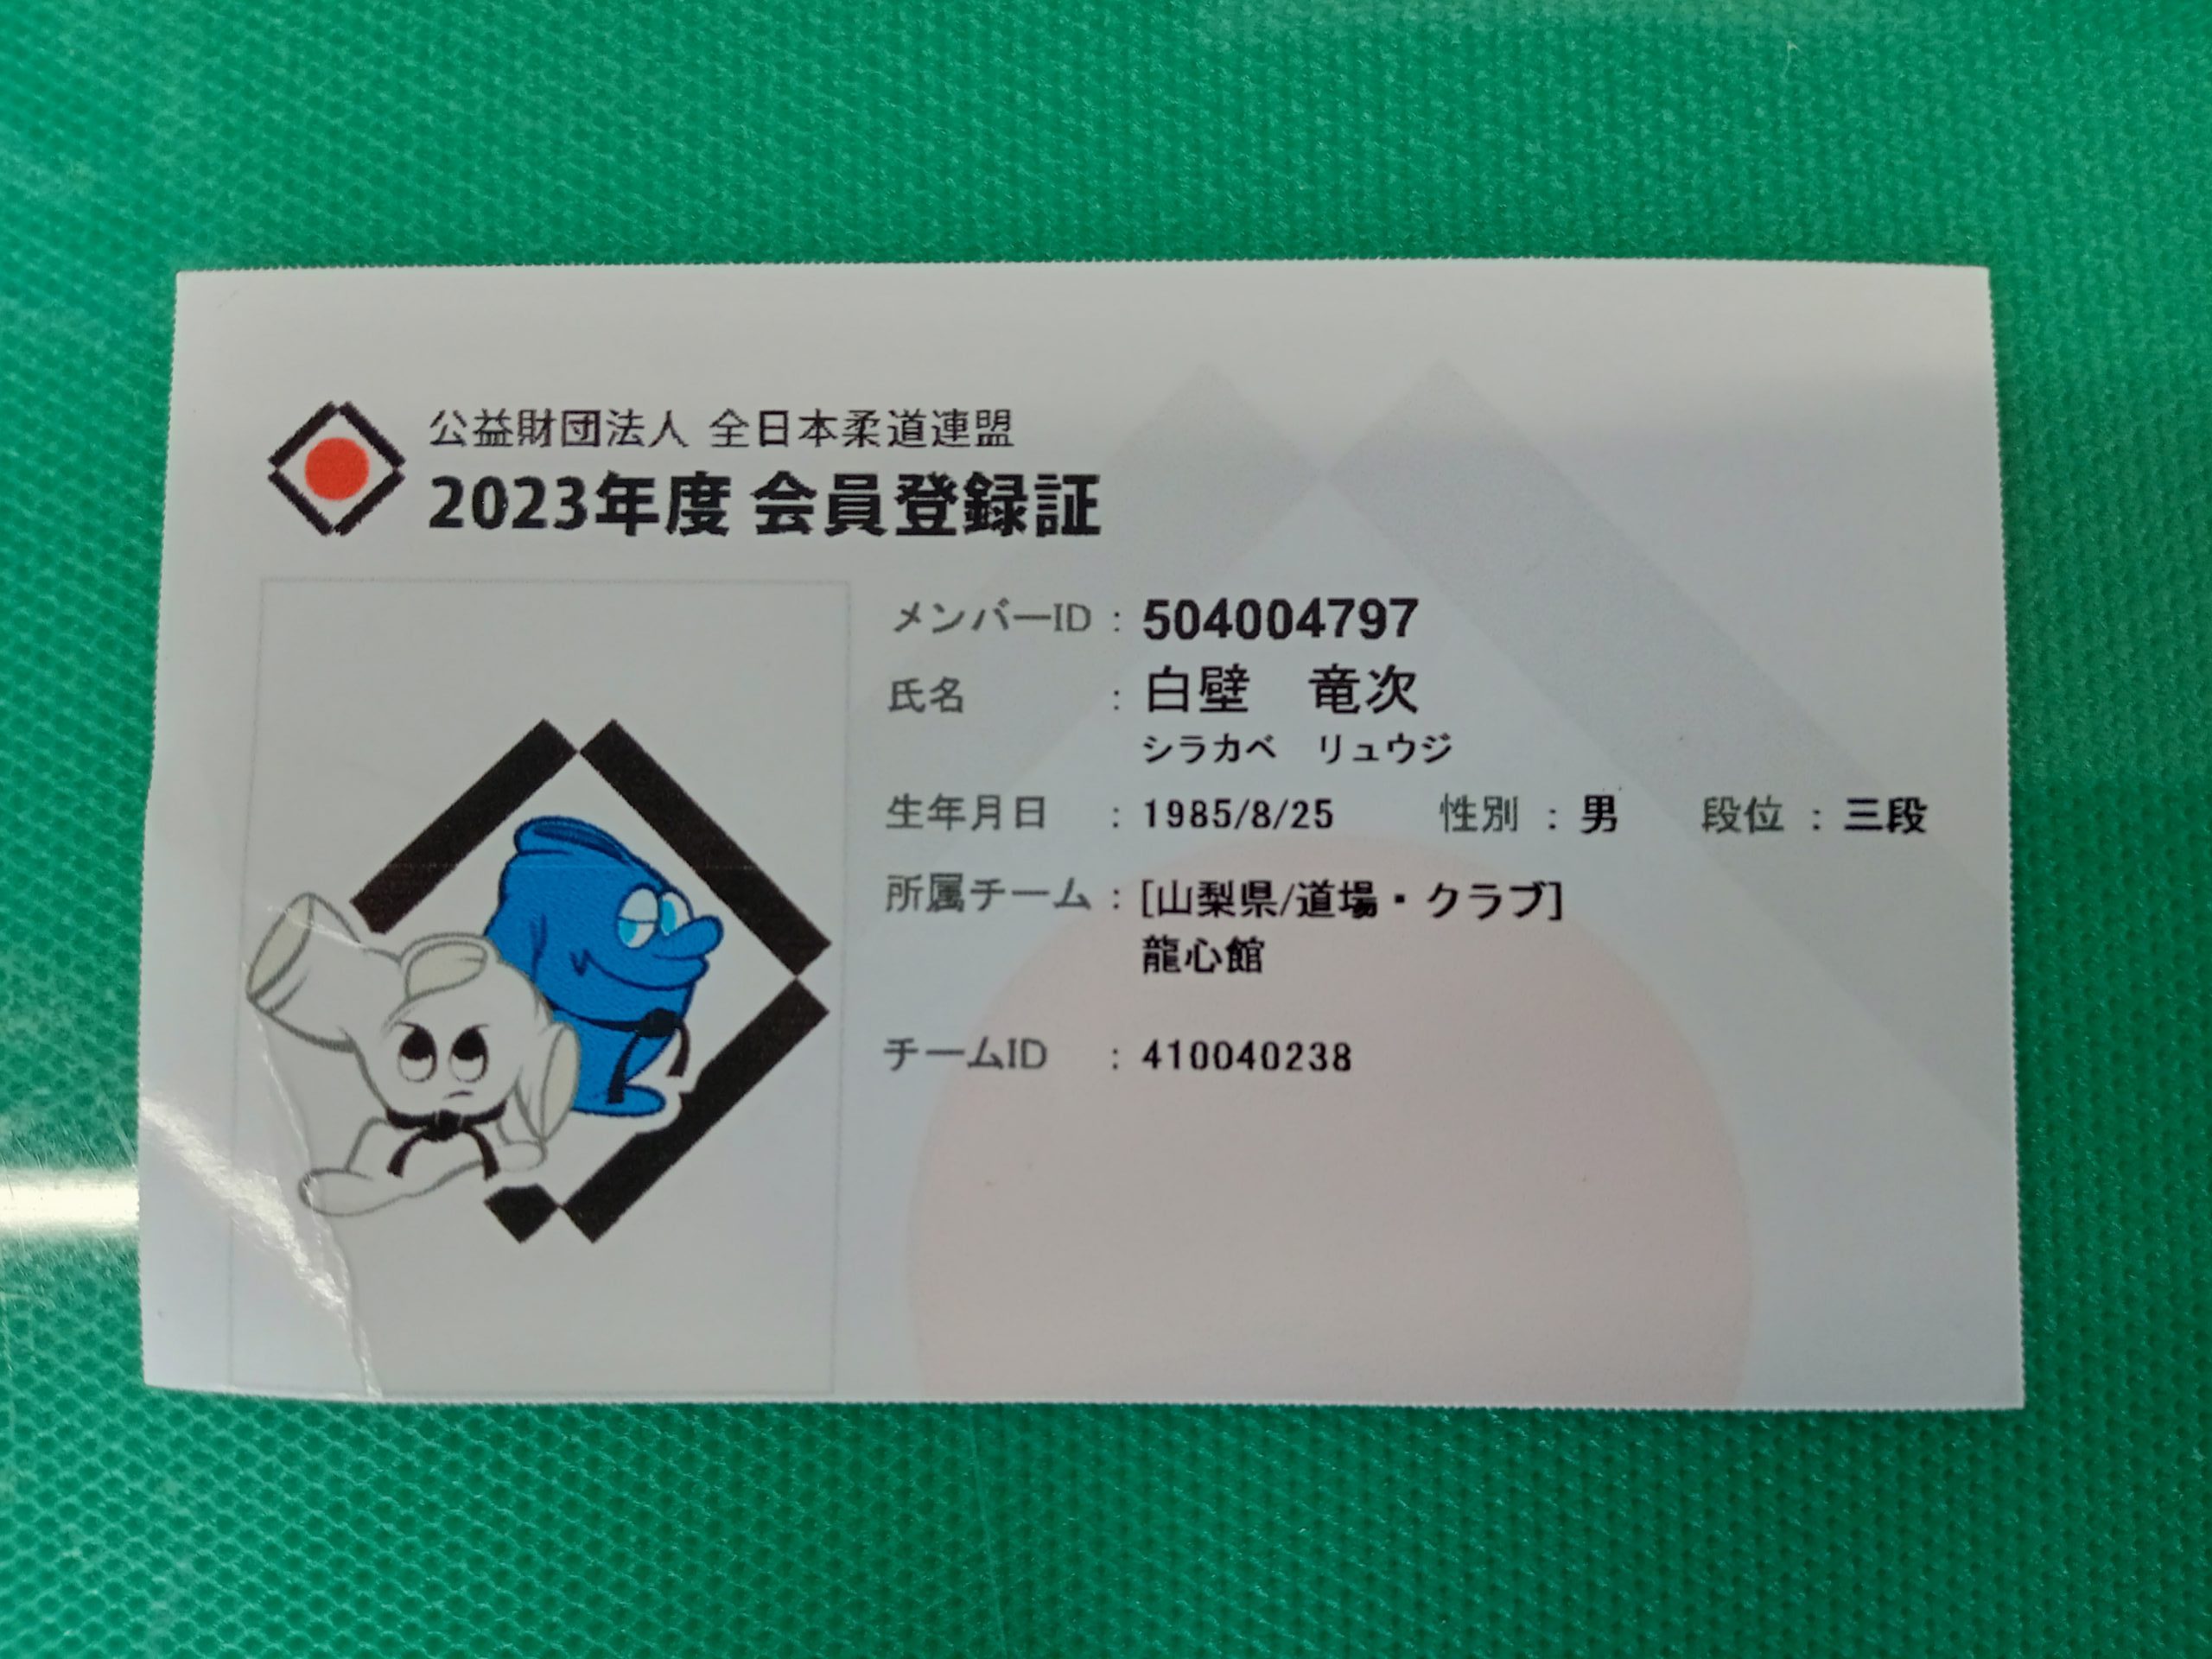 公益財団法人 全日本柔道連盟
2023年度 会員登録証
メンバーID : 504004797
氏名 : 白壁 竜次
シラカベ リュウジ
生年月日 : 1985/8/25 性別 : 男 段位 : 三段
所属チーム : [山梨県/道場・クラブ]
龍心館
チームID : 410040238